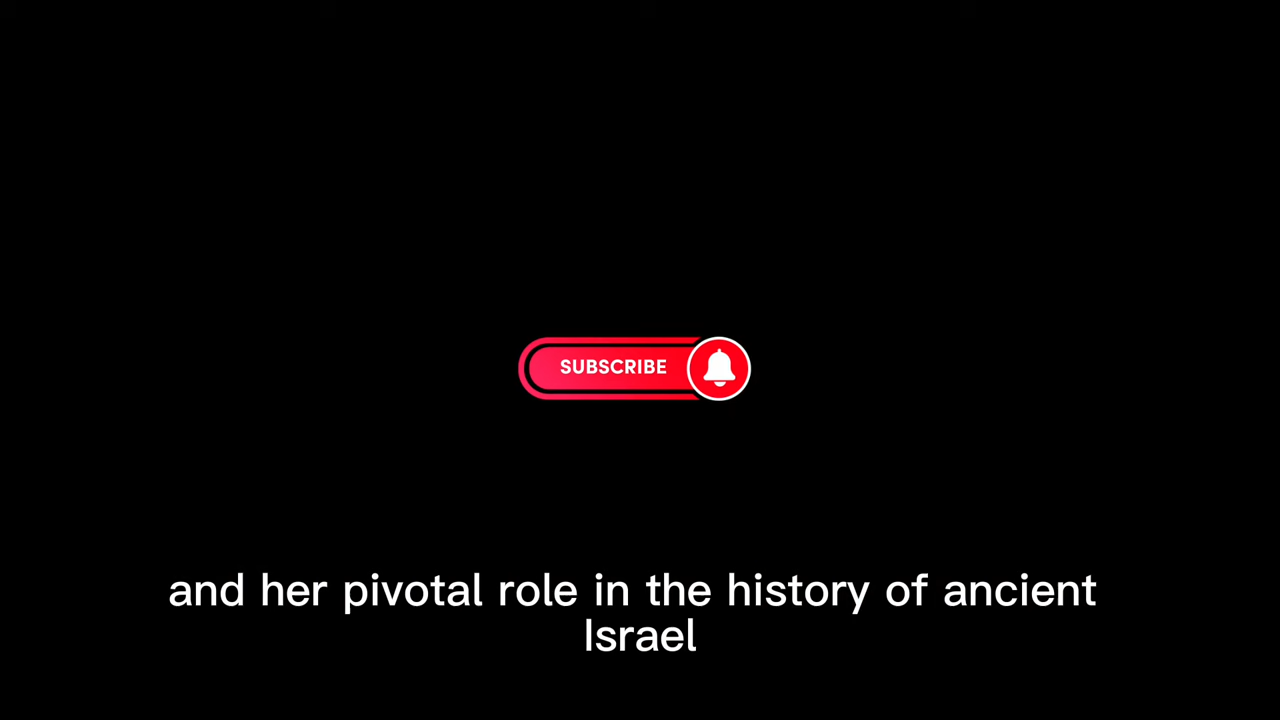 SUBSCRIBE
and her pivotal role in the history of ancient
Israel